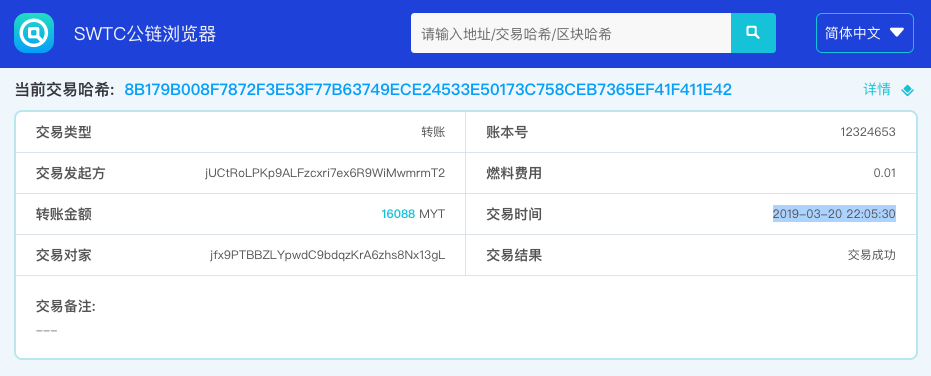 SWTC公链浏览器
请输入地址/交易哈希/区块哈希
简体中文
当前交易哈希: 8B179B008F7872F3E53F77B63749ECE24533E50173C758CEB7365EF41F411E42
详情
交易类型 转账 账本号 12324653
交易发起方 jUCtRoLPKp9ALFzcxri7ex6R9WiMwmrmT2 燃料费用 0.01
转账金额 16088 MYT 交易时间 2019-03-20 22:05:30
交易对家 jfx9PTBBZLYpwdC9bdqzKrA6zhs8Nx13gL 交易结果 交易成功
交易备注:
---